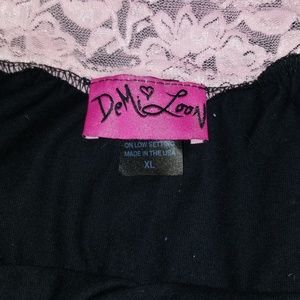 DeMi Loon
ON LOW SETTING
MADE IN THE USA
XL